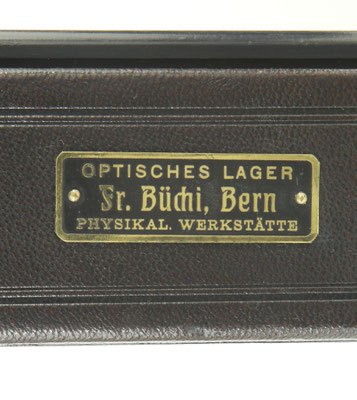 OPTISCHES LAGER
Fr. Büchi, Bern
PHYSIKAL. WERKSTÄTTE